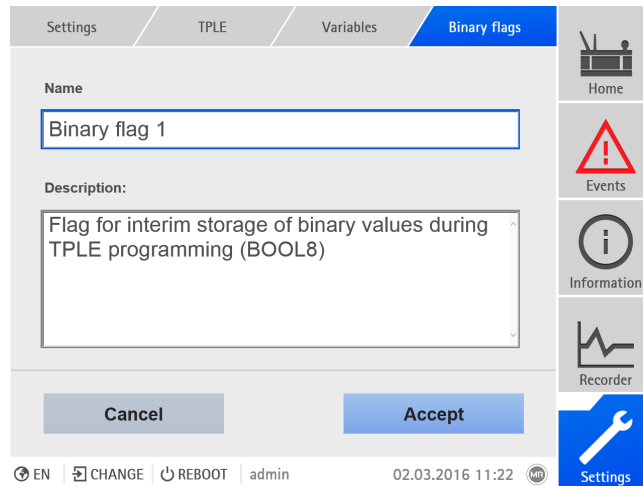 Settings
TPLE
Variables
Binary flags
Name
Binary flag 1
Description:
Flag for interim storage of binary values during
TPLE programming (BOOL8)
Cancel
Accept
EN
CHANGE
REBOOT
admin
02.03.2016 11:22
MR
Home
Events
Information
Recorder
Settings